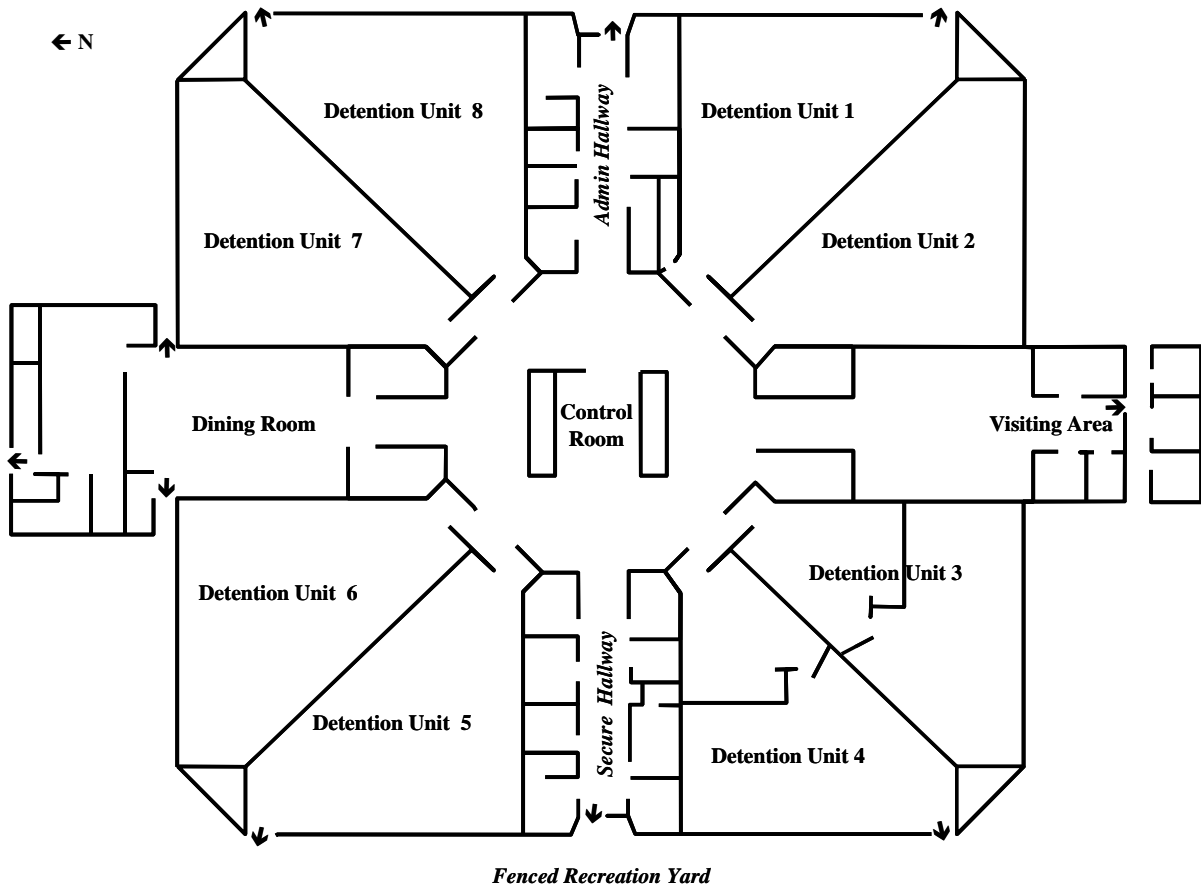 N
Detention Unit  8
Admin Hallway
Detention Unit 1
Detention Unit  7
Detention Unit 2
Dining Room
Control
Room
Visiting Area
Detention Unit  6
Detention Unit 3
Detention Unit  5
Secure  Hallway
Detention Unit 4
Fenced Recreation Yard